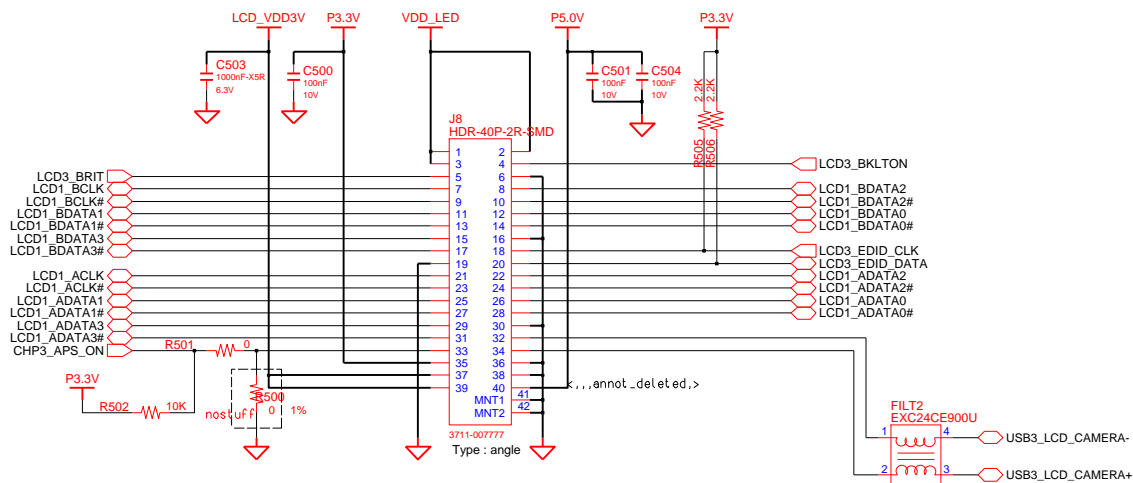 LCD_VDD3V P3.3V VDD_LED P5.0V P3.3V
C503 C500 C501 C504
1000nF-X5R 100nF 100nF 100nF
6.3V 10V 10V 10V
2.2K 2.2K
R505 R506
J8
HDR-40P-2R-SMD
1 2
3 4 LCD3_BKLTON
LCD3_BRIT 5 6
LCD1_BCLK 7 8 LCD1_BDATA2
LCD1_BCLK# 9 10 LCD1_BDATA2#
LCD1_BDATA1 11 12 LCD1_BDATA0
LCD1_BDATA1# 13 14 LCD1_BDATA0#
LCD1_BDATA3 15 16
LCD1_BDATA3# 17 18 LCD3_EDID_CLK
19 20 LCD3_EDID_DATA
LCD1_ACLK 21 22 LCD1_ADATA2
LCD1_ACLK# 23 24 LCD1_ADATA2#
LCD1_ADATA1 25 26 LCD1_ADATA0
LCD1_ADATA1# 27 28 LCD1_ADATA0#
LCD1_ADATA3 29 30
LCD1_ADATA3# 31 32
CHP3_APS_ON R501 0 33 34
35 36
P3.3V 37 38
39 40 <,,,annot_deleted,>
MNT1 41
MNT2 42
R502 10K
R500
nostuff 0 1%
3711-007777
Type : angle
FILT2
EXC24CE900U
1 4 USB3_LCD_CAMERA-
2 3 USB3_LCD_CAMERA+